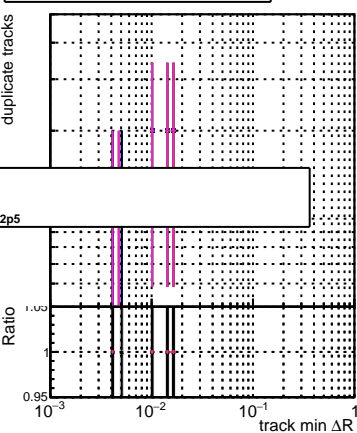 duplicate tracks
2p5
1.05
Ratio
1
0.95
10⁻³ 10⁻² 10⁻¹ 1
track min ΔR